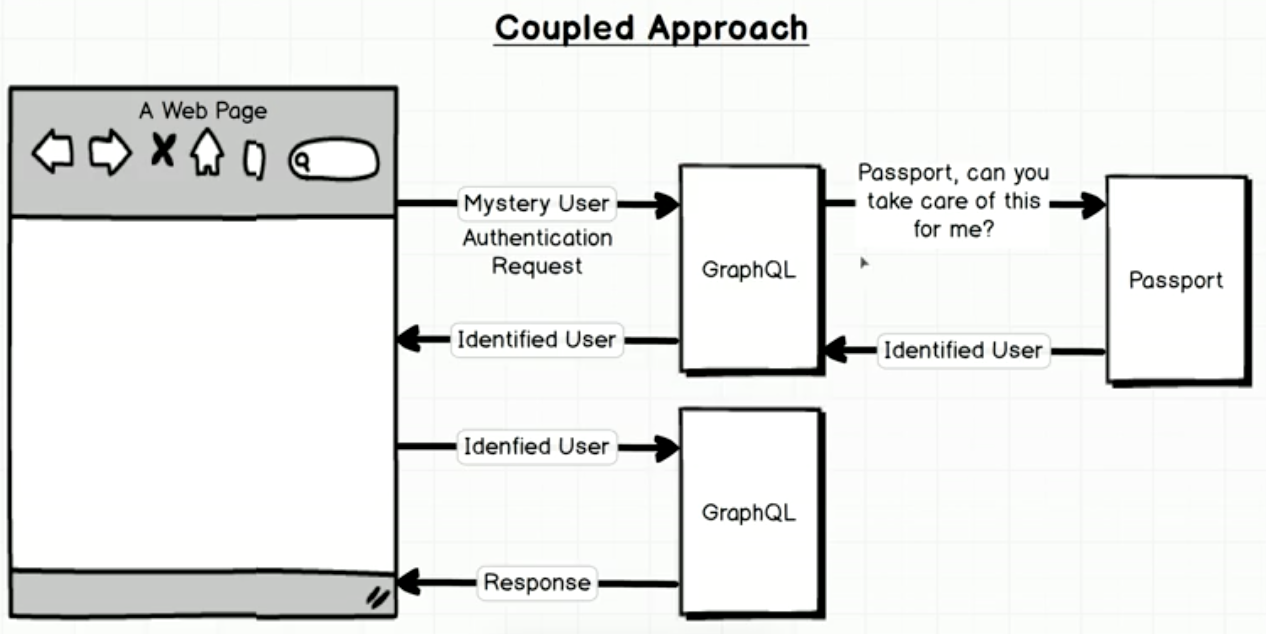 Coupled Approach
A Web Page
Mystery User
Authentication
Request
GraphQL
Passport, can you
take care of this
for me?
Passport
Identified User
Identified User
Idenfied User
GraphQL
Response